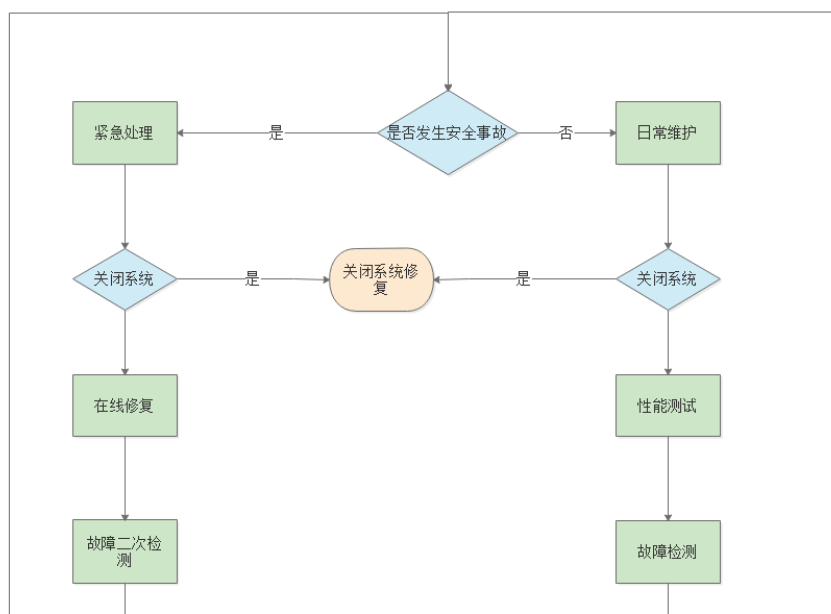 紧急处理
是
是否发生安全事故
否
日常维护
关闭系统
是
关闭系统修
复
是
关闭系统
在线修复
性能测试
故障二次检
测
故障检测